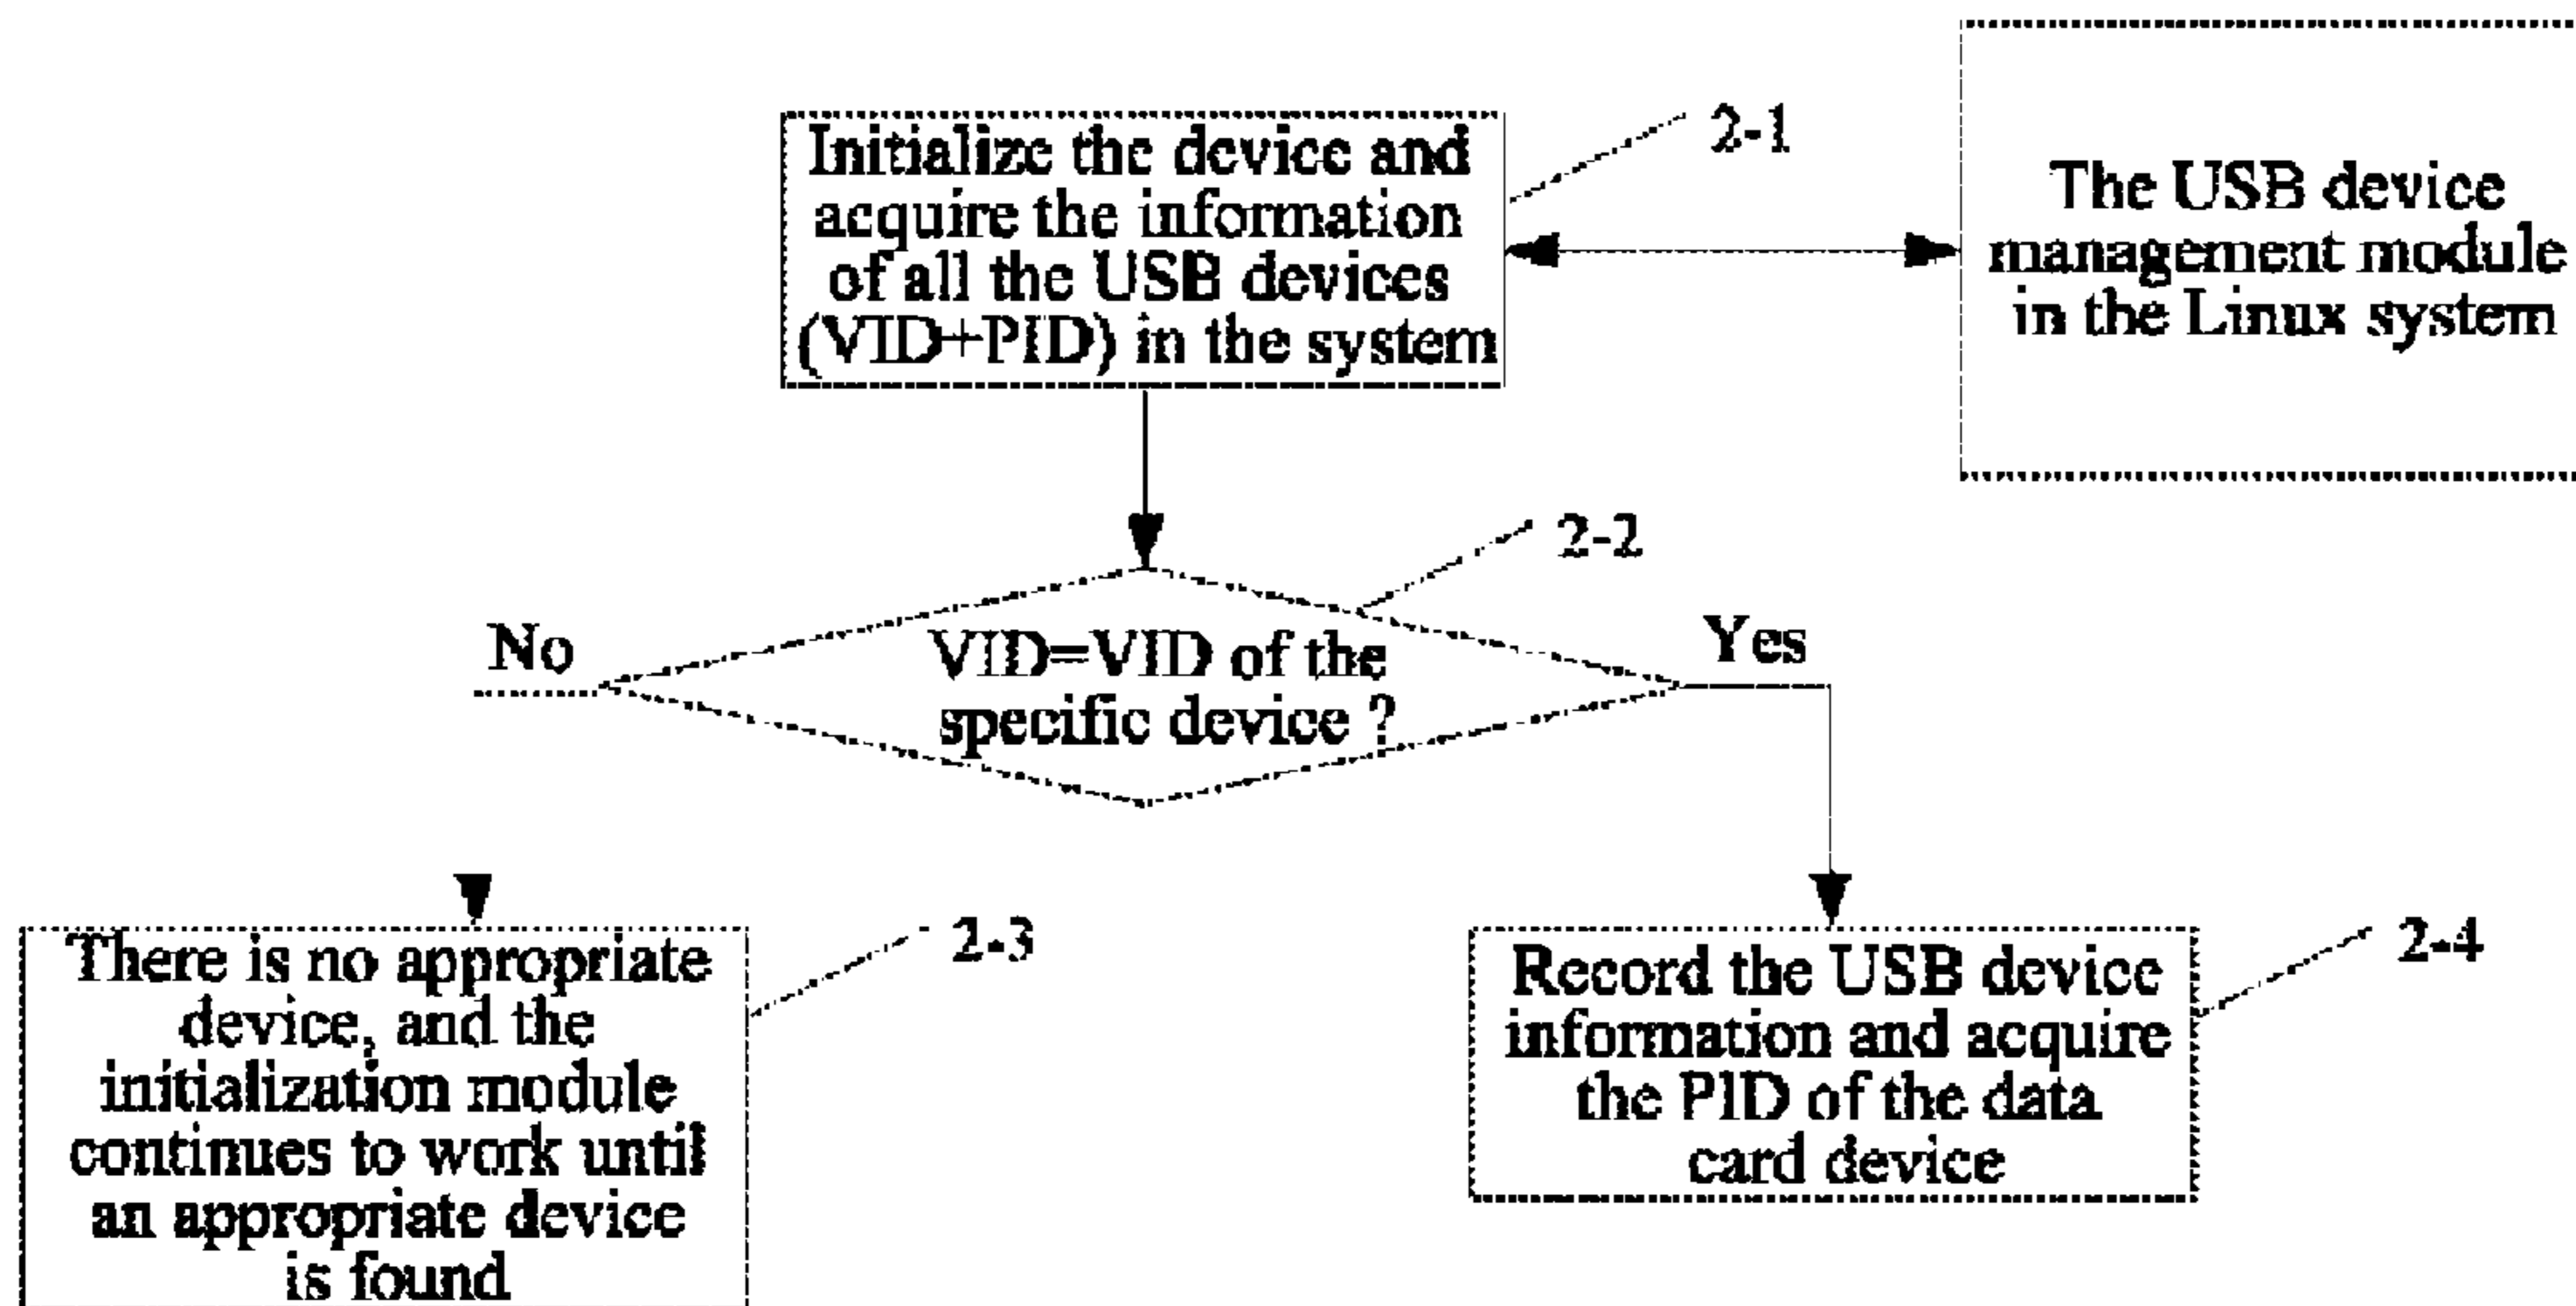 Initialize the device and
acquire the information
of all the USB devices
(VID+PID) in the system
2-1
The USB device
management module
in the Linux system
2-2
No
VID=VID of the
specific device ?
Yes
There is no appropriate
device, and the
initialization module
continues to work until
an appropriate device
is found
2-3
Record the USB device
information and acquire
the PID of the data
card device
2-4